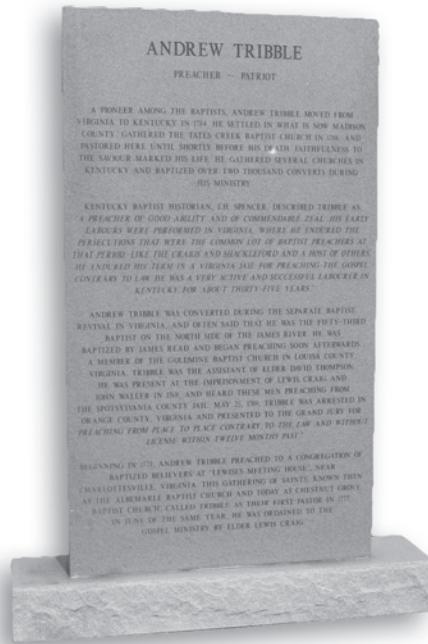 ANDREW TRIBBLE
PREACHER ~ PATRIOT
A PIONEER AMONG THE BAPTISTS, ANDREW TRIBBLE MOVED FROM
VIRGINIA TO KENTUCKY IN HE SETTLED IN WHAT IS NOW MADISON
COUNTY, GATHERED THE TATES CREEK BAPTIST CHURCH IN AND
PASTORED HERE UNTIL SHORTLY BEFORE HIS DEATH. FAITHFULNESS TO
THE SAVIOUR MARKED HIS LIFE. HE GATHERED SEVERAL CHURCHES IN
KENTUCKY AND BAPTIZED OVER TWO THOUSAND CONVERTS DURING
HIS MINISTRY.
KENTUCKY BAPTIST HISTORIAN, J.H. SPENCER, DESCRIBED TRIBBLE AS,
A PREACHER OF GOOD ABILITY AND OF COMMENDABLE ZEAL. HIS EARLY
LABOURS WERE PERFORMED IN VIRGINIA, WHERE HE ENDURED THE
PERSECUTIONS THAT WERE THE COMMON LOT OF BAPTIST PREACHERS AT
THAT PERIOD. LIKE THE CRAIGS AND SHACKLEFORD AND A HOST OF OTHERS,
HE ENDURED HIS TERM IN A VIRGINIA JAIL FOR PREACHING THE GOSPEL
CONTRARY TO LAW. HE WAS A VERY ACTIVE AND SUCCESSFUL LABOURER IN
KENTUCKY, FOR ABOUT THIRTY-FIVE YEARS."
ANDREW TRIBBLE WAS CONVERTED DURING THE SEPARATE BAPTIST
REVIVAL IN VIRGINIA, AND OFTEN SAID THAT HE WAS THE FIFTY-THIRD
BAPTIST ON THE NORTH SIDE OF THE JAMES RIVER. HE WAS
BAPTIZED BY JAMES READ AND BEGAN PREACHING SOON AFTERWARDS.
A MEMBER OF THE GOLDMINE BAPTIST CHURCH IN LOUISA COUNTY,
VIRGINIA, TRIBBLE WAS THE ASSISTANT OF ELDER DAVID THOMPSON.
HE WAS PRESENT AT THE IMPRISONMENT OF LEWIS CRAIG AND
JOHN WALLER IN 1768, AND HEARD THESE MEN PREACHING FROM
THE SPOTSYLVANIA COUNTY JAIL. MAY 25, TRIBBLE WAS ARRESTED IN
ORANGE COUNTY, VIRGINIA AND PRESENTED TO THE GRAND JURY FOR
PREACHING FROM PLACE TO PLACE CONTRARY TO THE LAW AND WITHOUT
LICENSE WITHIN TWELVE MONTHS PAST."
BEGINNING IN ANDREW TRIBBLE PREACHED TO A CONGREGATION OF
BAPTIZED BELIEVERS AT "LEWIS'S MEETING HOUSE", NEAR
CHARLOTTESVILLE, VIRGINIA. THIS GATHERING OF SAINTS, KNOWN THEN
AS THE ALBEMARLE BAPTIST CHURCH AND TODAY AT CHESTNUT GROVE
BAPTIST CHURCH, CALLED TRIBBLE AS THEIR FIRST PASTOR IN 1777.
IN JUNE OF THE SAME YEAR, HE WAS ORDAINED TO THE
GOSPEL MINISTRY BY ELDER LEWIS CRAIG.